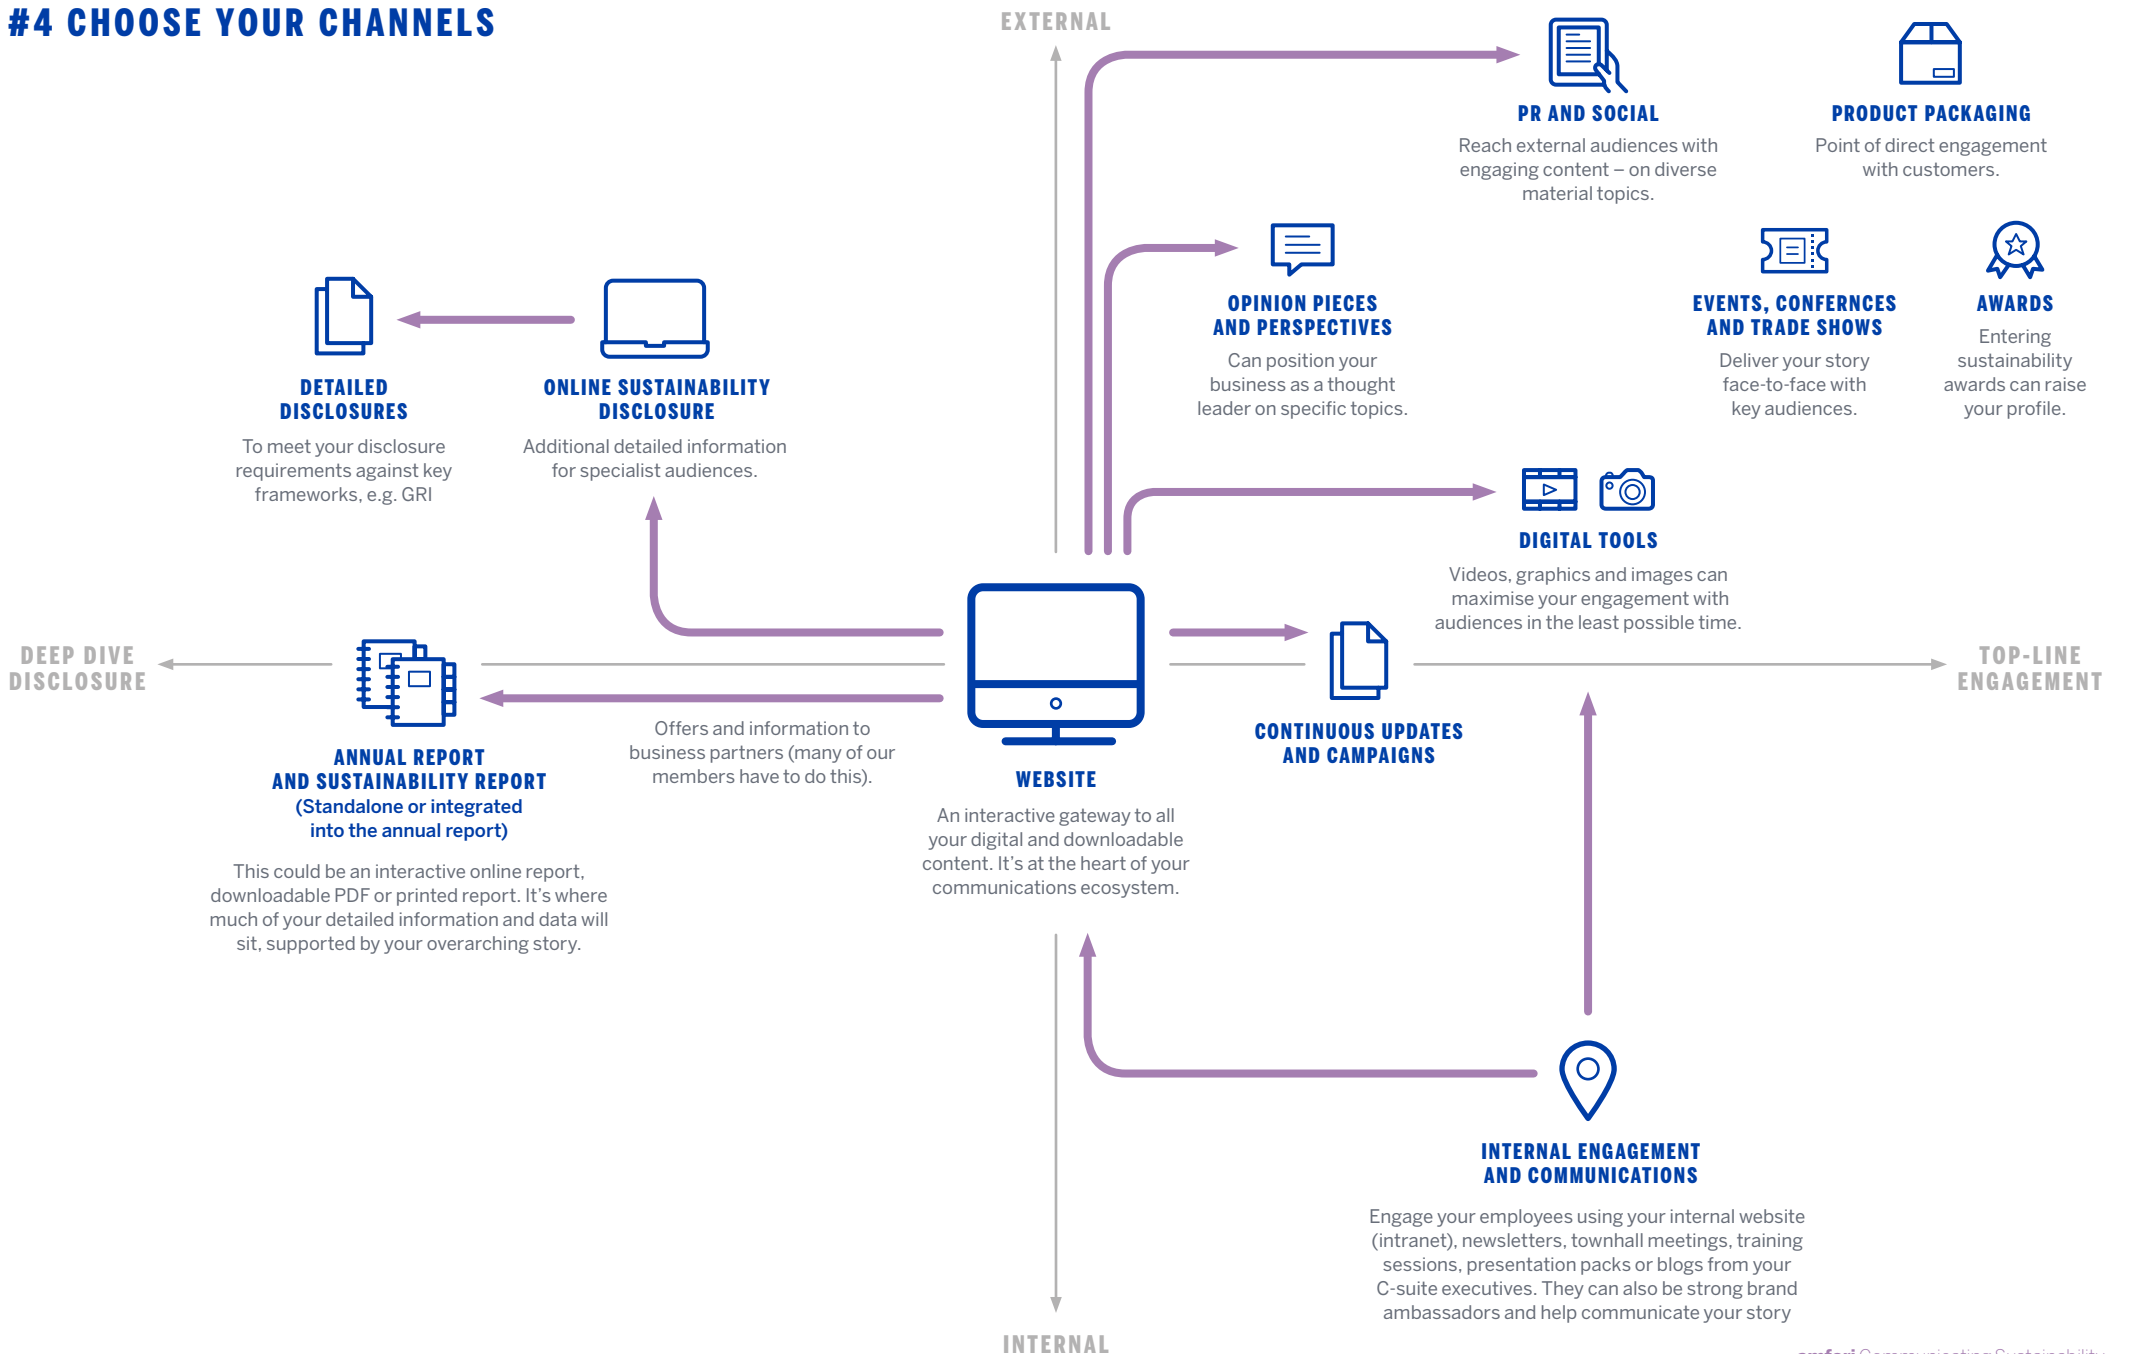 #4 CHOOSE YOUR CHANNELS
EXTERNAL
PR AND SOCIAL
Reach external audiences with
engaging content – on diverse
material topics.
PRODUCT PACKAGING
Point of direct engagement
with customers.
OPINION PIECES
AND PERSPECTIVES
Can position your
business as a thought
leader on specific topics.
EVENTS, CONFERNCES
AND TRADE SHOWS
Deliver your story
face-to-face with
key audiences.
AWARDS
Entering
sustainability
awards can raise
your profile.
DETAILED
DISCLOSURES
To meet your disclosure
requirements against key
frameworks, e.g. GRI
ONLINE SUSTAINABILITY
DISCLOSURE
Additional detailed information
for specialist audiences.
DIGITAL TOOLS
Videos, graphics and images can
maximise your engagement with
audiences in the least possible time.
DEEP DIVE
DISCLOSURE
TOP-LINE
ENGAGEMENT
ANNUAL REPORT
AND SUSTAINABILITY REPORT
(Standalone or integrated
into the annual report)
This could be an interactive online report,
downloadable PDF or printed report. It's where
much of your detailed information and data will
sit, supported by your overarching story.
Offers and information to
business partners (many of our
members have to do this).
WEBSITE
An interactive gateway to all
your digital and downloadable
content. It's at the heart of your
communications ecosystem.
CONTINUOUS UPDATES
AND CAMPAIGNS
INTERNAL ENGAGEMENT
AND COMMUNICATIONS
Engage your employees using your internal website
(intranet), newsletters, townhall meetings, training
sessions, presentation packs or blogs from your
C-suite executives. They can also be strong brand
ambassadors and help communicate your story
INTERNAL
amfori Communicating Sustainability